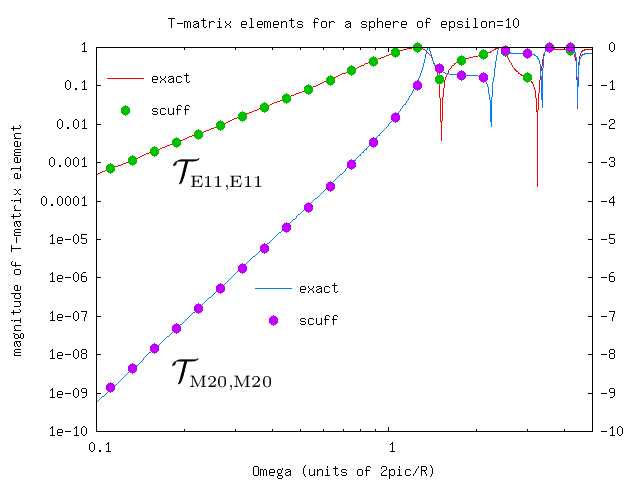 T-matrix elements for a sphere of epsilon=10
1 0
exact
0.1 -1
scuff
0.01 -2
0.001 -3
𝒯E11,E11
0.0001 -4
1e-05 -5
1e-06 -6
exact
1e-07 -7
scuff
1e-08 -8
𝒯M20,M20
1e-09 -9
1e-10 -10
0.1 1
magnitude of T-matrix element
Omega (units of 2pic/R)